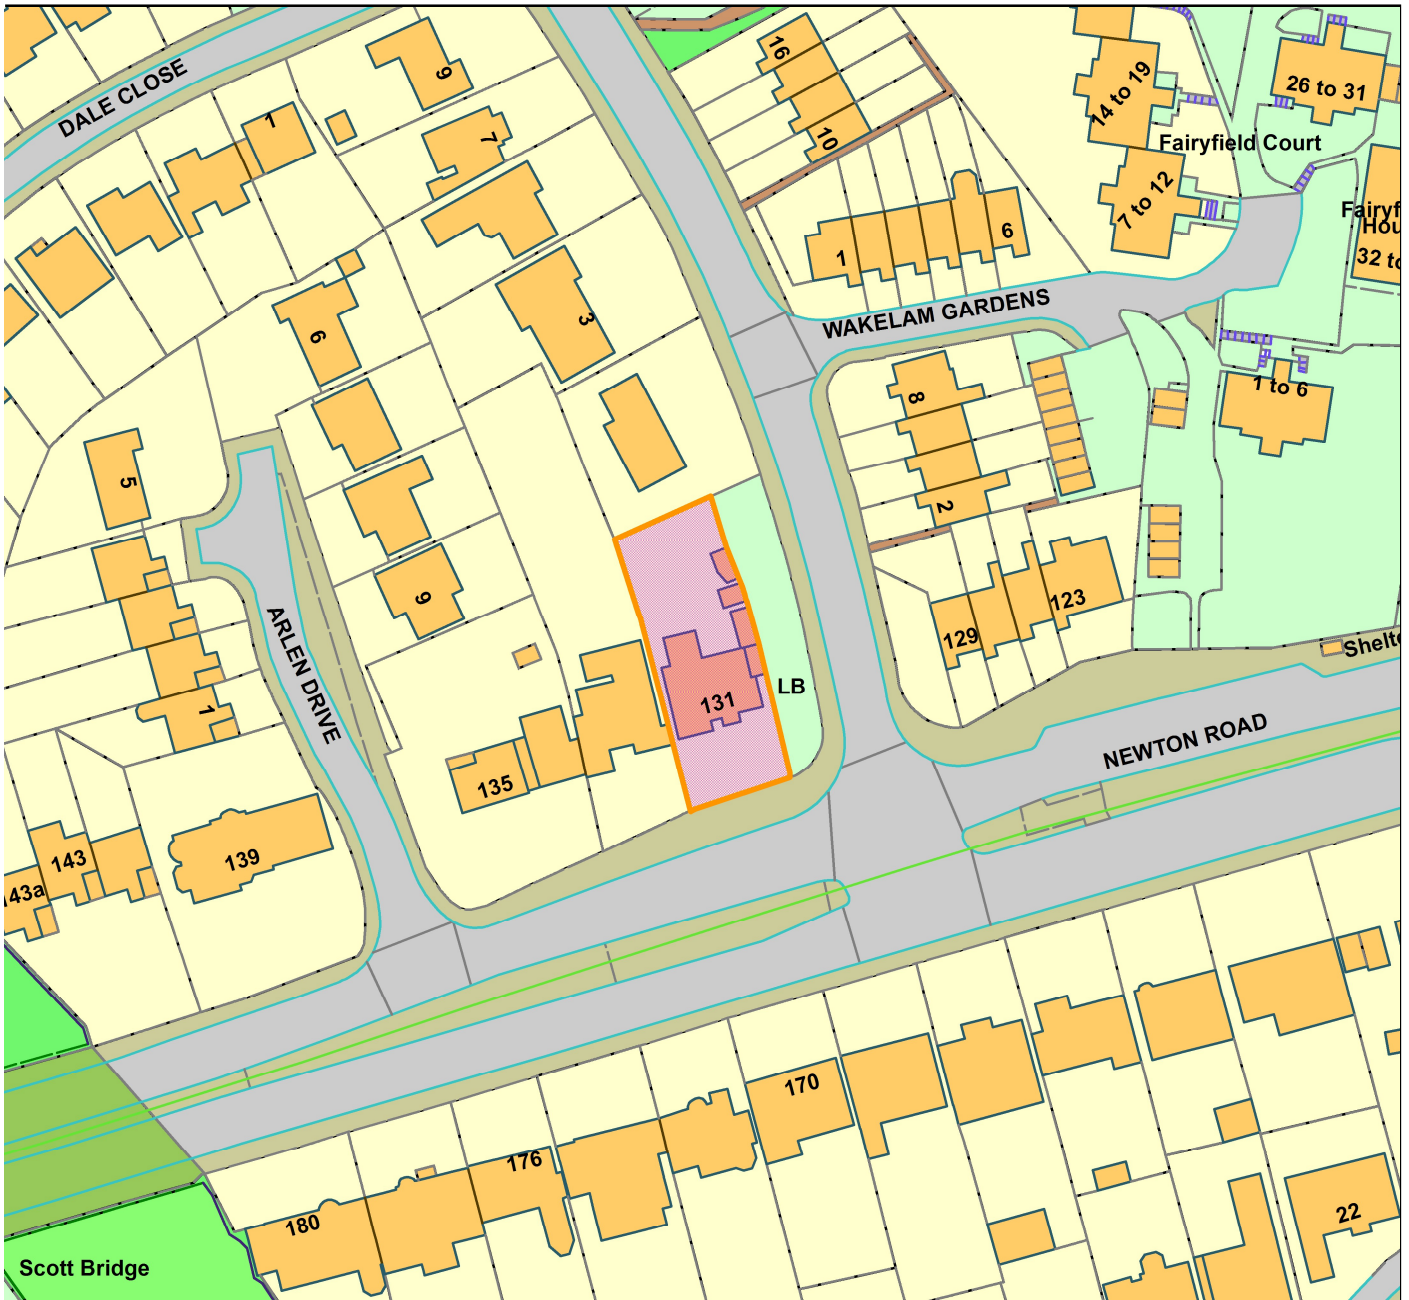 DALE CLOSE
9
16
14 to 19
26 to 31
1
7
10
Fairyfield Court
7 to 12
Fairyf
Hou
32 to
6
1
3
6
WAKELAM GARDENS
8
1 to 6
5
2
9
ARLEN DRIVE
129
123
Shelte
LB
131
1
NEWTON ROAD
135
143
139
43a
170
176
180
22
Scott Bridge